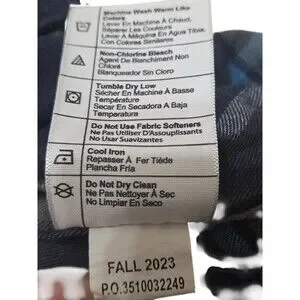 Machine Wash Warm Like
Colors
Laver En Machine À Chaud,
Séparer Les Couleurs
Lavar A Máquina En Agua Tibia
Con Colores Similares
Non-Chlorine Bleach
Agent De Blanchiment Non
Chloré
Blanqueador Sin Cloro
Tumble Dry Low
Sécher En Machine À Basse
Température
Secar En Secadora A Baja
Temperatura
Do Not Use Fabric Softeners
Ne Pas Utiliser D'Assouplissants
No Usar Suavizantes
Cool Iron
Repasser À Fer Tiède
Plancha Fría
Do Not Dry Clean
Ne Pas Nettoyer À Sec
No Limpiar En Seco
FALL 2023
P.O.3510032249